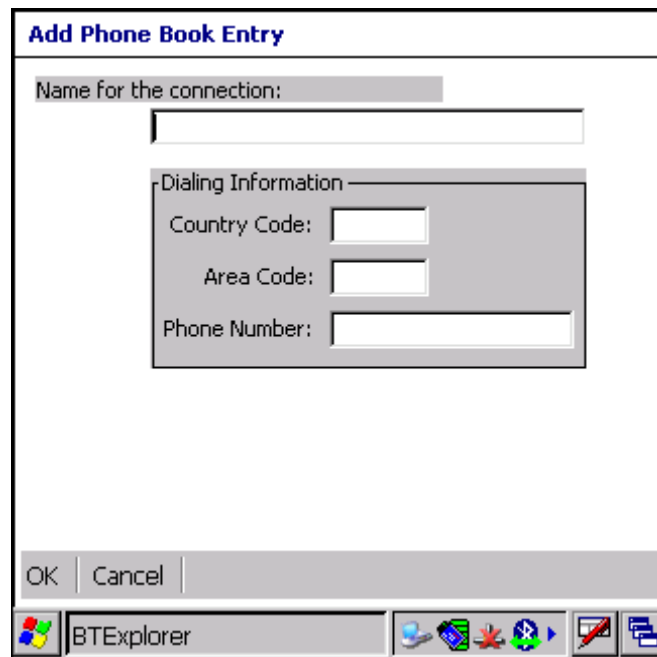 Add Phone Book Entry
Name for the connection:
Dialing Information
Country Code:
Area Code:
Phone Number:
OK Cancel
BTExplorer